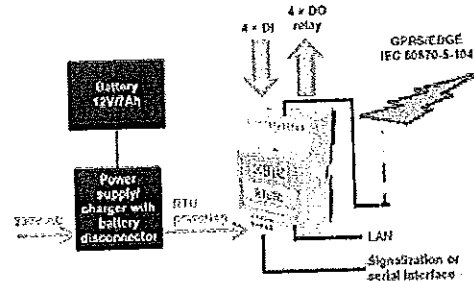 4 × DI
4 × DO
relay
GPRS/EDGE
IEC 60870-5-104
Battery
12V/7Ah
Power
supply/
charger with
battery
disconnector
RTU
LAN
Signalization or
serial interface